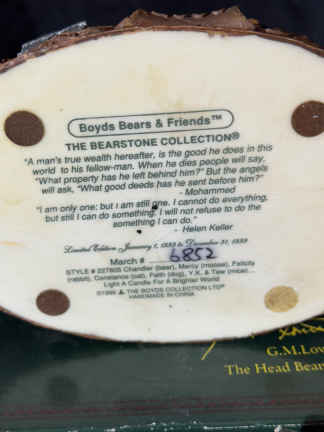 Boyds Bears & Friends™
THE BEARSTONE COLLECTION®
"A man's true wealth hereafter, is the good he does in this
world to his fellow-man. When he dies people will say,
"What property has he left behind him?" But the angels
will ask, "What good deeds has he sent before him?"
- Mohammed
"I am only one: but I am still one. I cannot do everything,
but still I can do something: I will not refuse to do the
something I can do."
- Helen Keller
Limited Edition January 1, 1999 to December 31, 1999
March # 6852
STYLE # 227805 Chandler (bear), Mercy (moose), Felicity
(rabbit), Constance (cat), Faith (dog), Y.K. & Tew (mice)...
Light A Candle For A Brighter World
©1999 THE BOYDS COLLECTION LTD®
HANDMADE IN CHINA
G.M.Low
The Head Bear